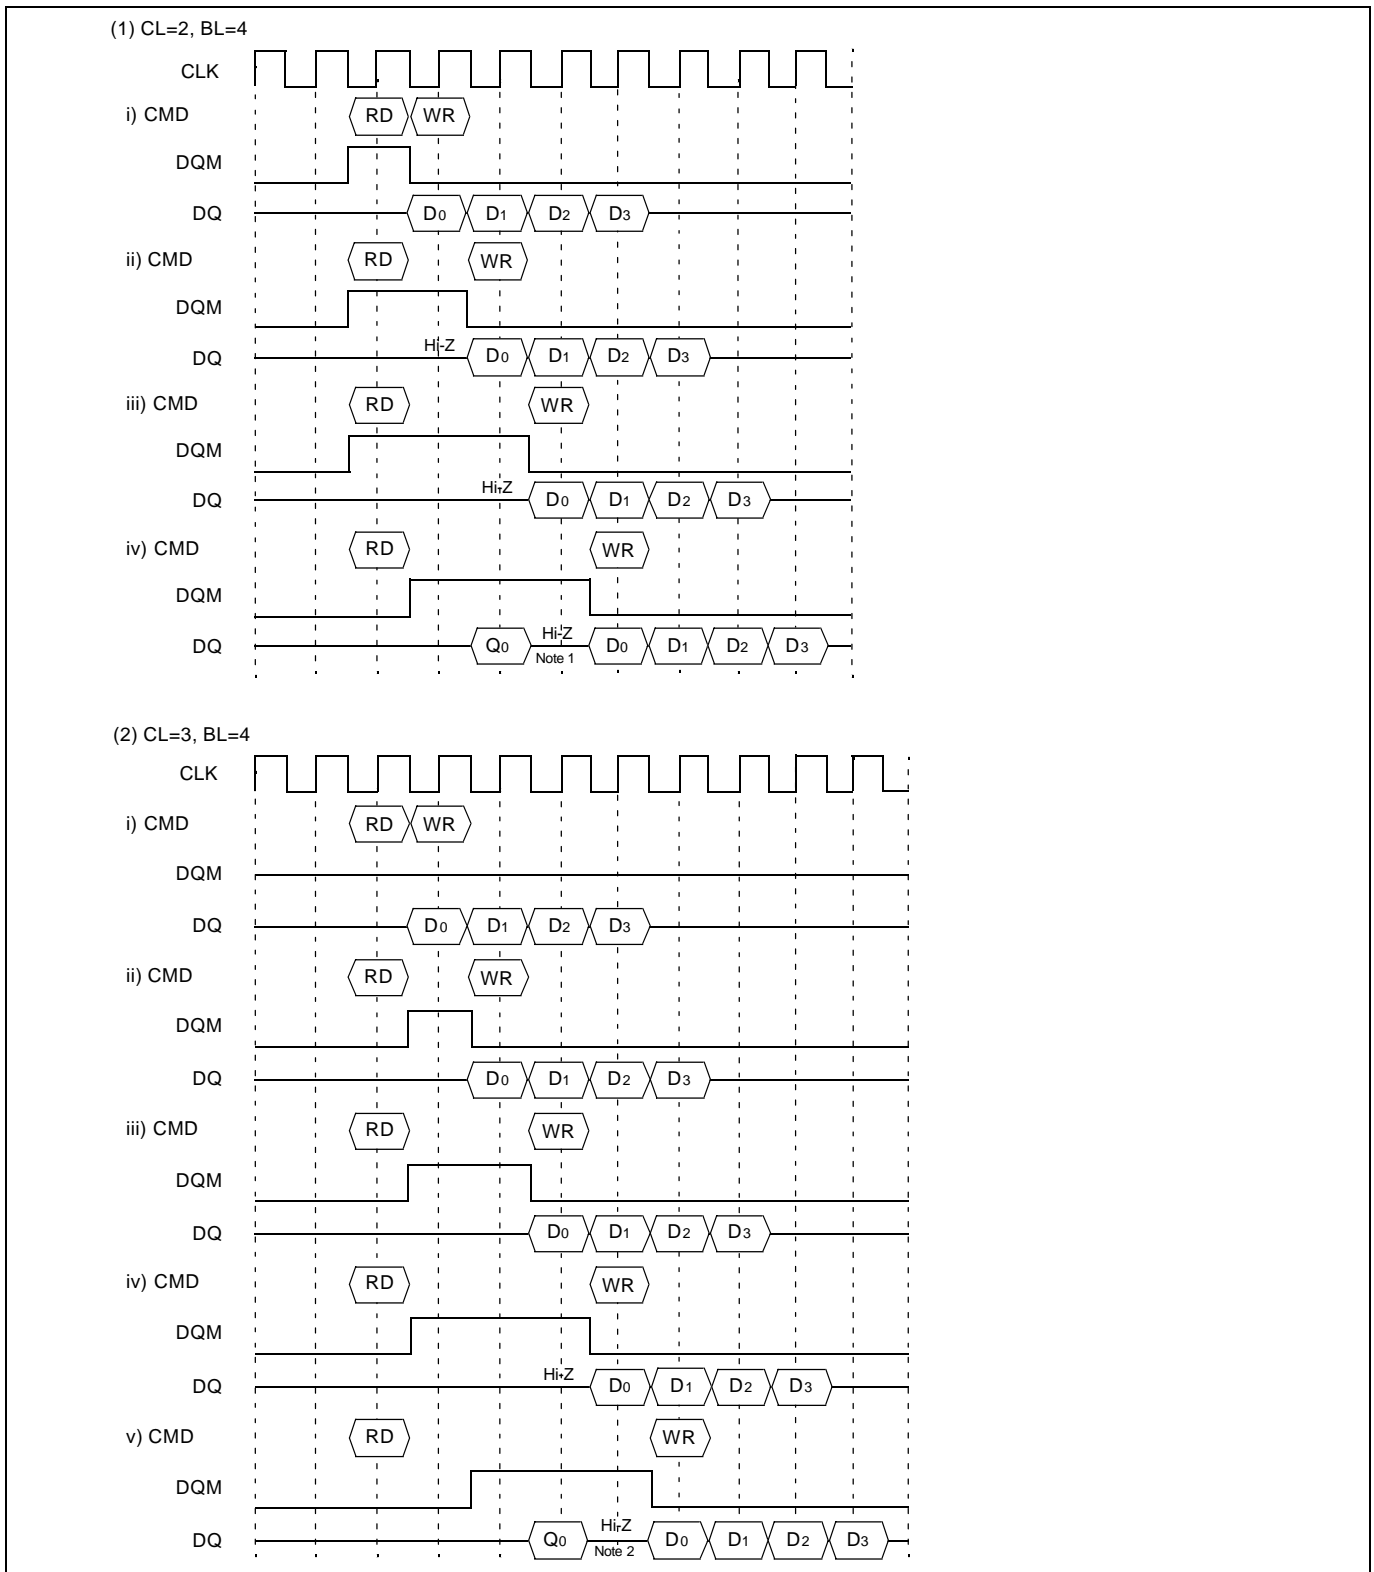 (1) CL=2, BL=4
CLK
i) CMD RD WR
DQM
DQ D0 D1 D2 D3
ii) CMD RD WR
DQM
DQ Hi-Z D0 D1 D2 D3
iii) CMD RD WR
DQM
DQ Hi-Z D0 D1 D2 D3
iv) CMD RD WR
DQM
DQ Q0 Hi-Z Note 1 D0 D1 D2 D3
(2) CL=3, BL=4
CLK
i) CMD RD WR
DQM
DQ D0 D1 D2 D3
ii) CMD RD WR
DQM
DQ D0 D1 D2 D3
iii) CMD RD WR
DQM
DQ D0 D1 D2 D3
iv) CMD RD WR
DQM
DQ Hi-Z D0 D1 D2 D3
v) CMD RD WR
DQM
DQ Q0 Hi-Z Note 2 D0 D1 D2 D3